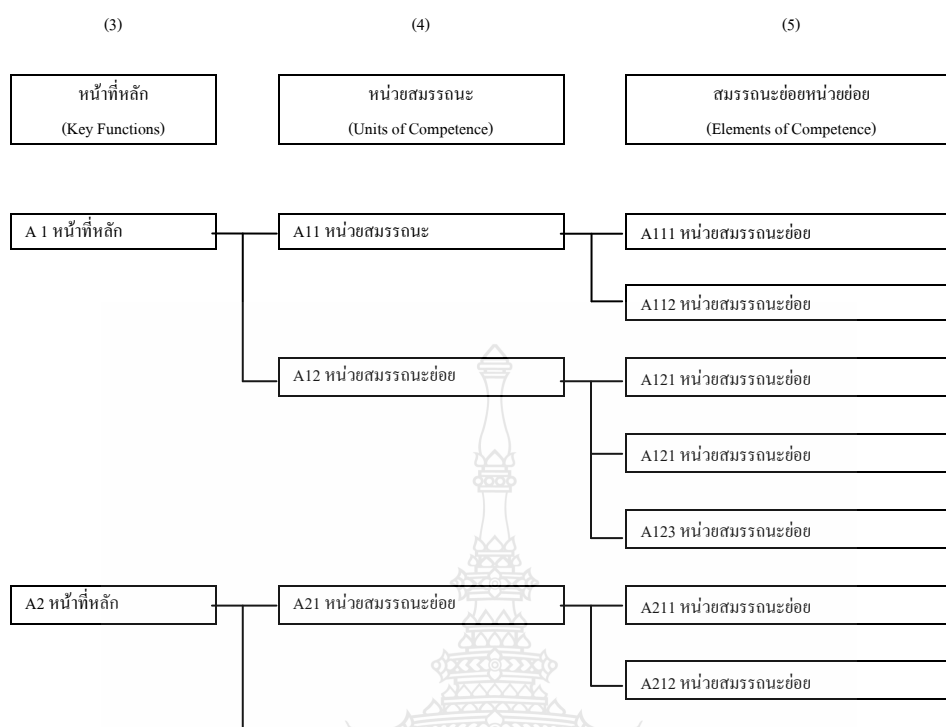 (3) (4) (5)
หน้าที่หลัก
(Key Functions)
หน่วยสมรรถนะ
(Units of Competence)
สมรรถนะย่อยหน่วยย่อย
(Elements of Competence)
A 1 หน้าที่หลัก
A11 หน่วยสมรรถนะ
A111 หน่วยสมรรถนะย่อย
A112 หน่วยสมรรถนะย่อย
A12 หน่วยสมรรถนะย่อย
A121 หน่วยสมรรถนะย่อย
A121 หน่วยสมรรถนะย่อย
A123 หน่วยสมรรถนะย่อย
A2 หน้าที่หลัก
A21 หน่วยสมรรถนะย่อย
A211 หน่วยสมรรถนะย่อย
A212 หน่วยสมรรถนะย่อย